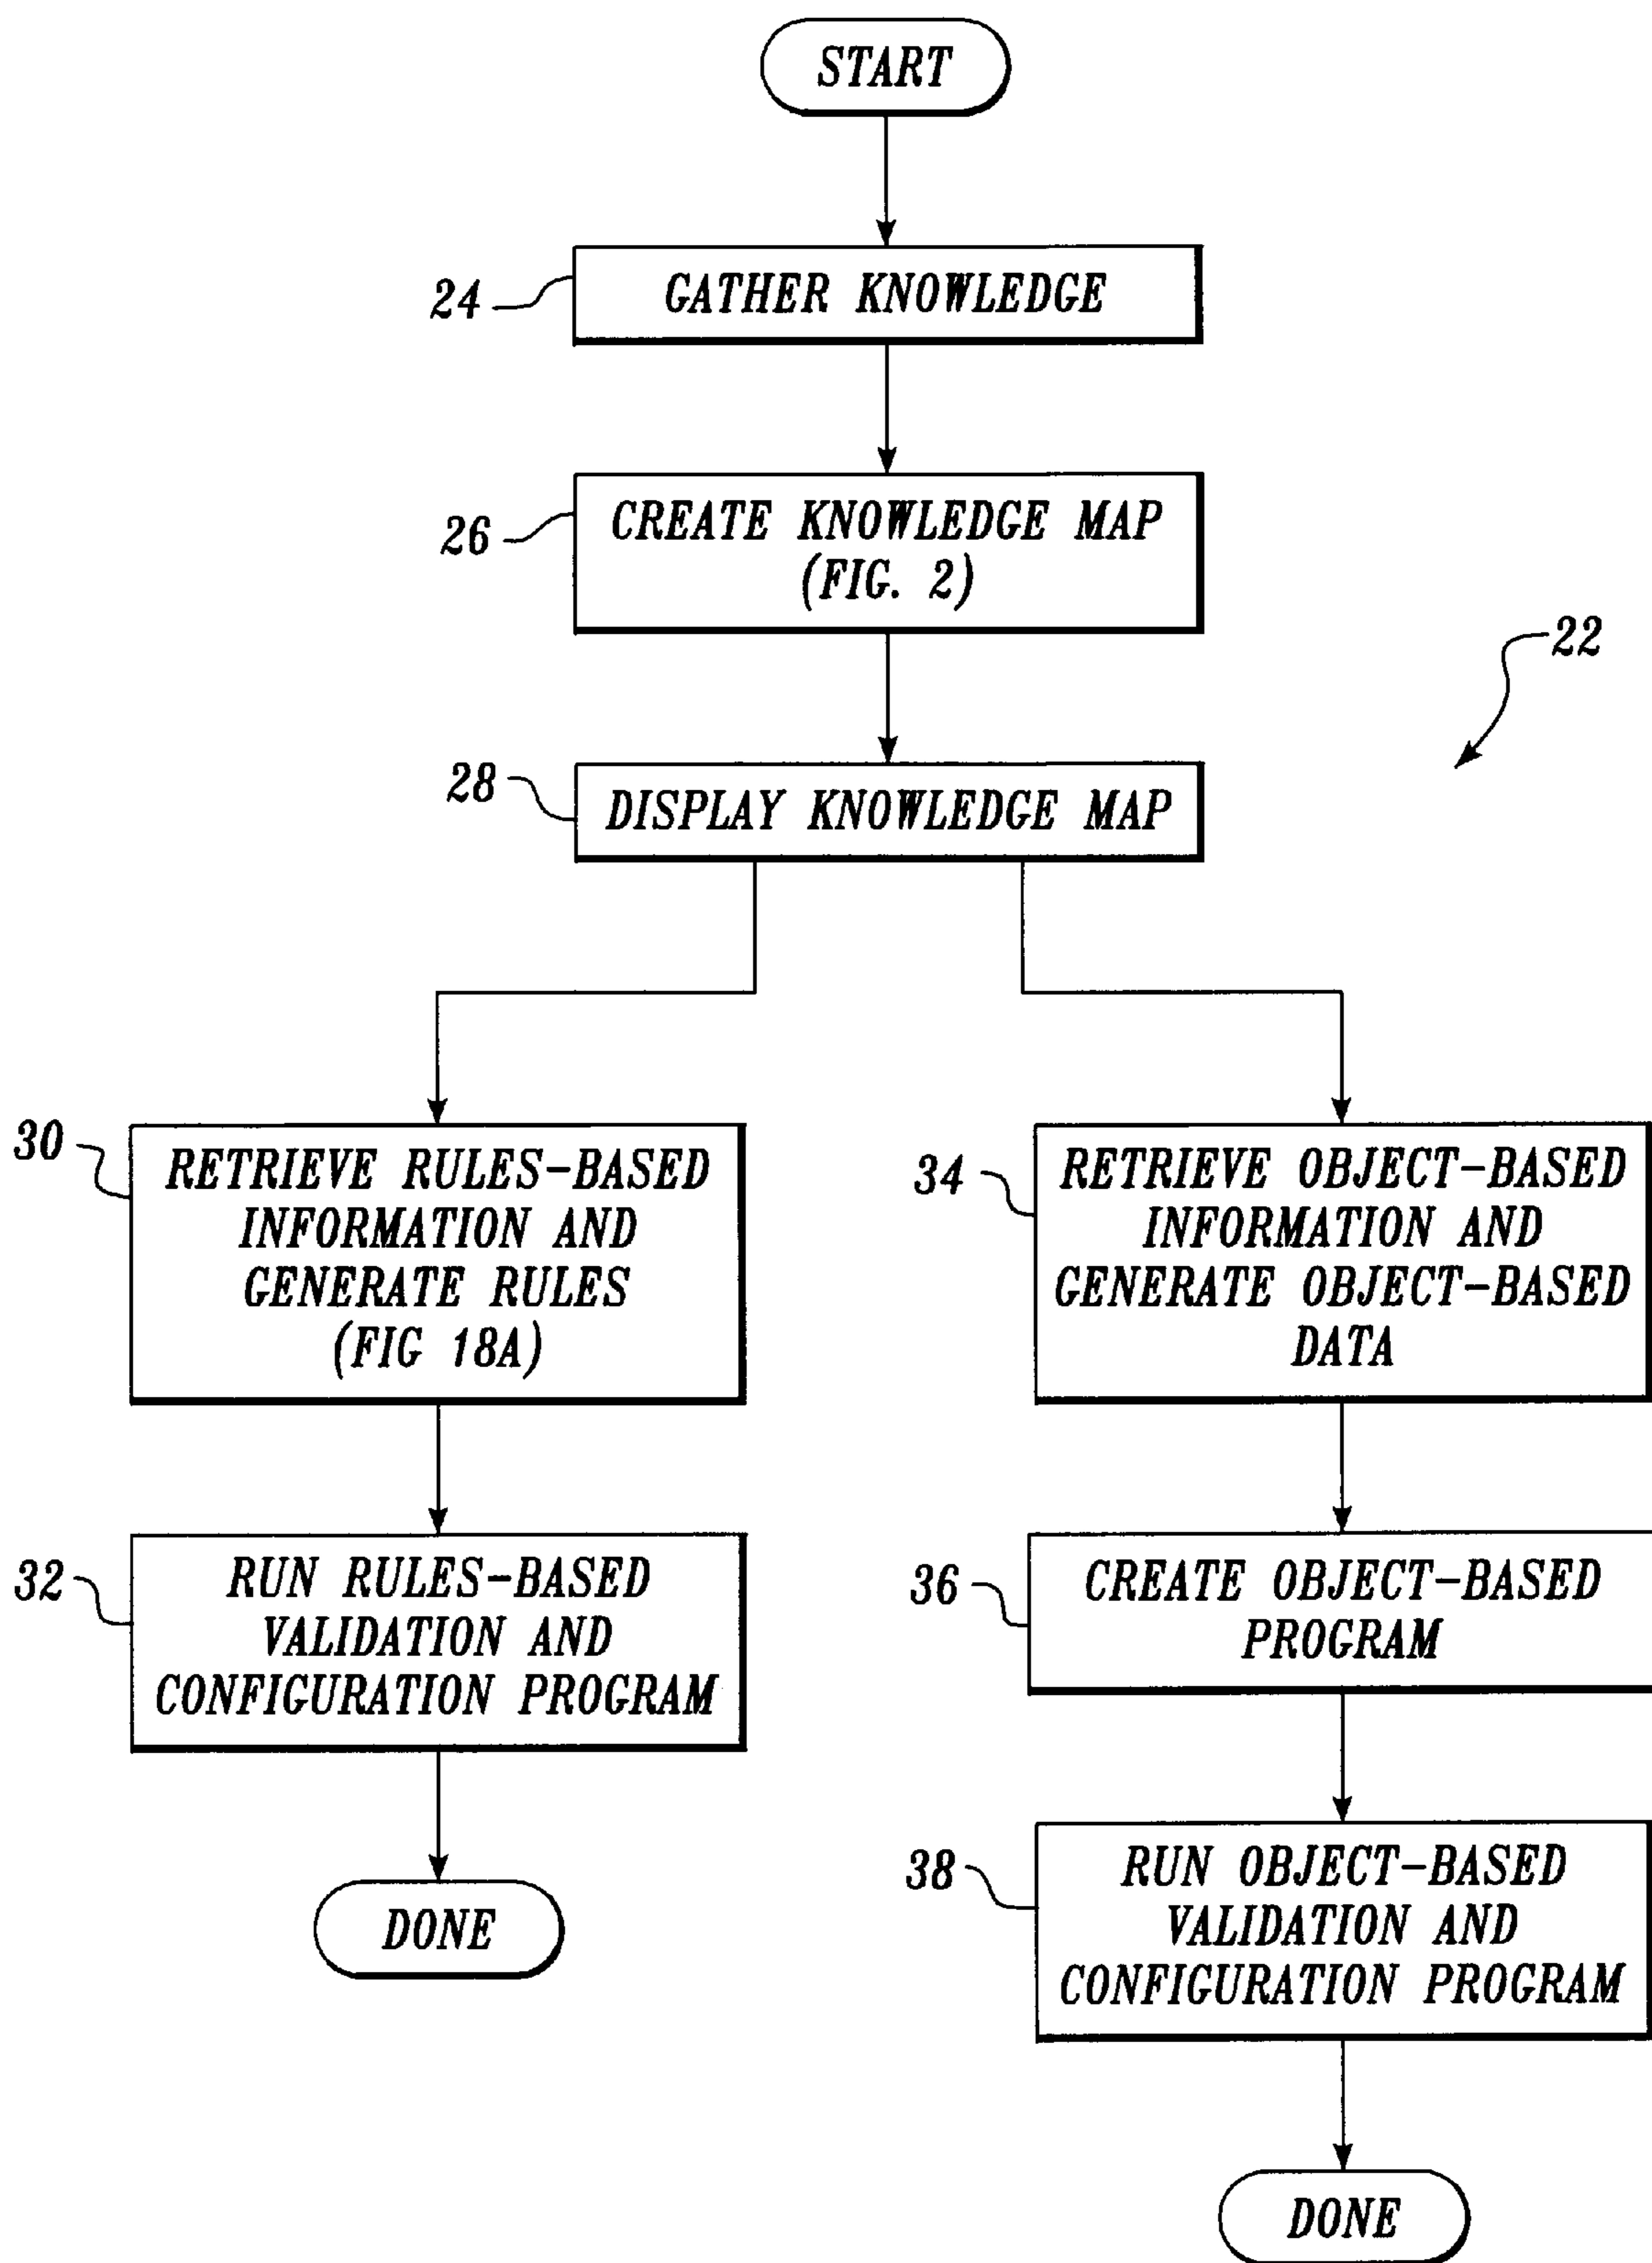 START
24
GATHER KNOWLEDGE
26
CREATE KNOWLEDGE MAP
(FIG. 2)
22
28
DISPLAY KNOWLEDGE MAP
30
RETRIEVE RULES-BASED
INFORMATION AND
GENERATE RULES
(FIG 18A)
34
RETRIEVE OBJECT-BASED
INFORMATION AND
GENERATE OBJECT-BASED
DATA
32
RUN RULES-BASED
VALIDATION AND
CONFIGURATION PROGRAM
36
CREATE OBJECT-BASED
PROGRAM
DONE
38
RUN OBJECT-BASED
VALIDATION AND
CONFIGURATION PROGRAM
DONE